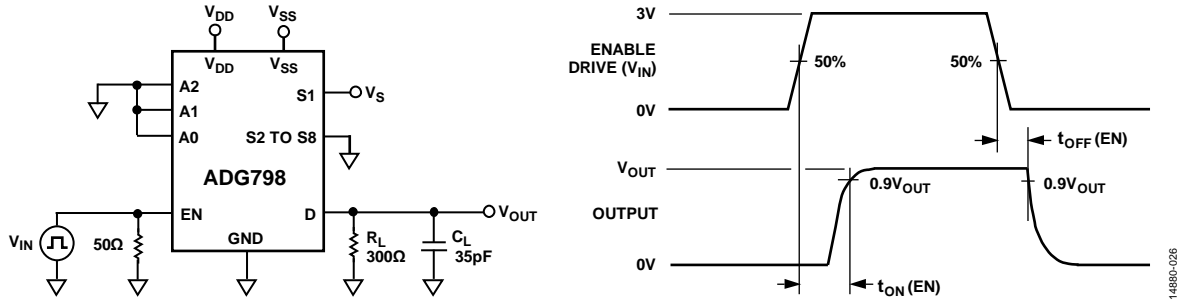 VDD
VSS
VDD
VSS
A2
A1
A0
S1
VS
S2 TO S8
ADG798
EN
D
VOUT
VIN
50Ω
GND
RL
300Ω
CL
35pF
3V
ENABLE
DRIVE (VIN)
50%
50%
0V
tOFF (EN)
VOUT
0.9VOUT
0.9VOUT
OUTPUT
0V
tON (EN)
14880-026